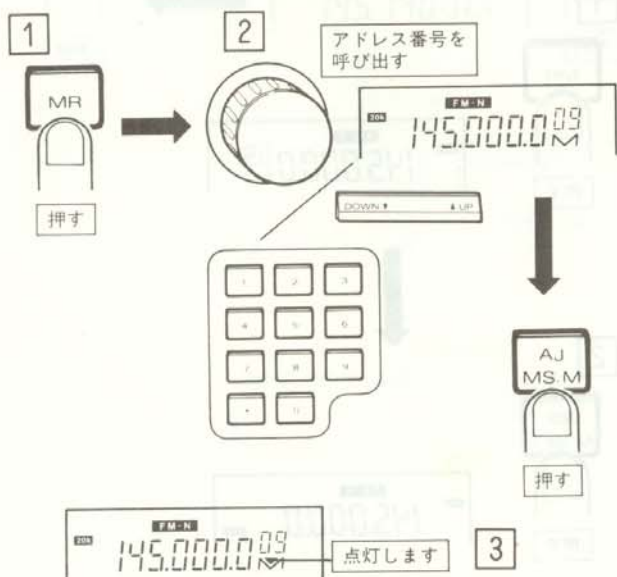 1
MR
押す
2
アドレス番号を
呼び出す
20k
FM-N
145.000.0 09
M
DOWN ▼ ▲ UP
1 2 3
4 5 6
7 8 9
• 0
AJ
MS.M
押す
3
20k
FM-N
145.000.0 09
M
点灯します